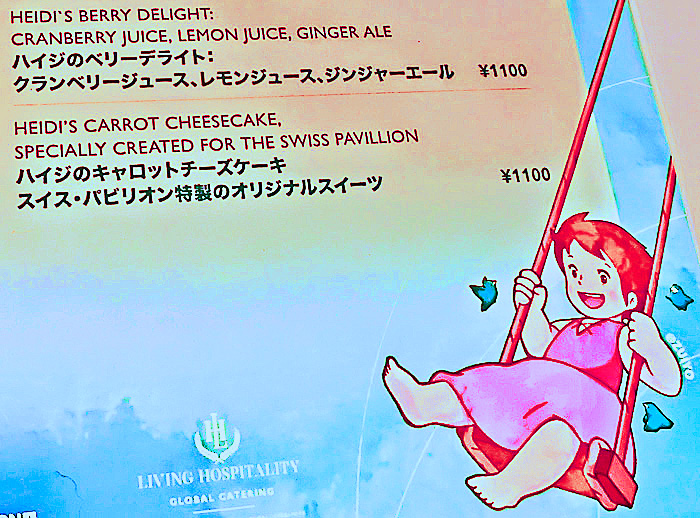 HEIDI`S BERRY DELIGHT:
CRANBERRY JUICE, LEMON JUICE, GINGER ALE
ハイジのベリーデライト:
クランベリージュース、レモンジュース、ジンジャーエール ¥1100
HEIDI'S CARROT CHEESECAKE,
SPECIALLY CREATED FOR THE SWISS PAVILLION
ハイジのキャロットチーズケーキ
スイス・パビリオン特製のオリジナルスイーツ ¥1100
©ZUIYO
LIVING HOSPITALITY
GLOBAL CATERING